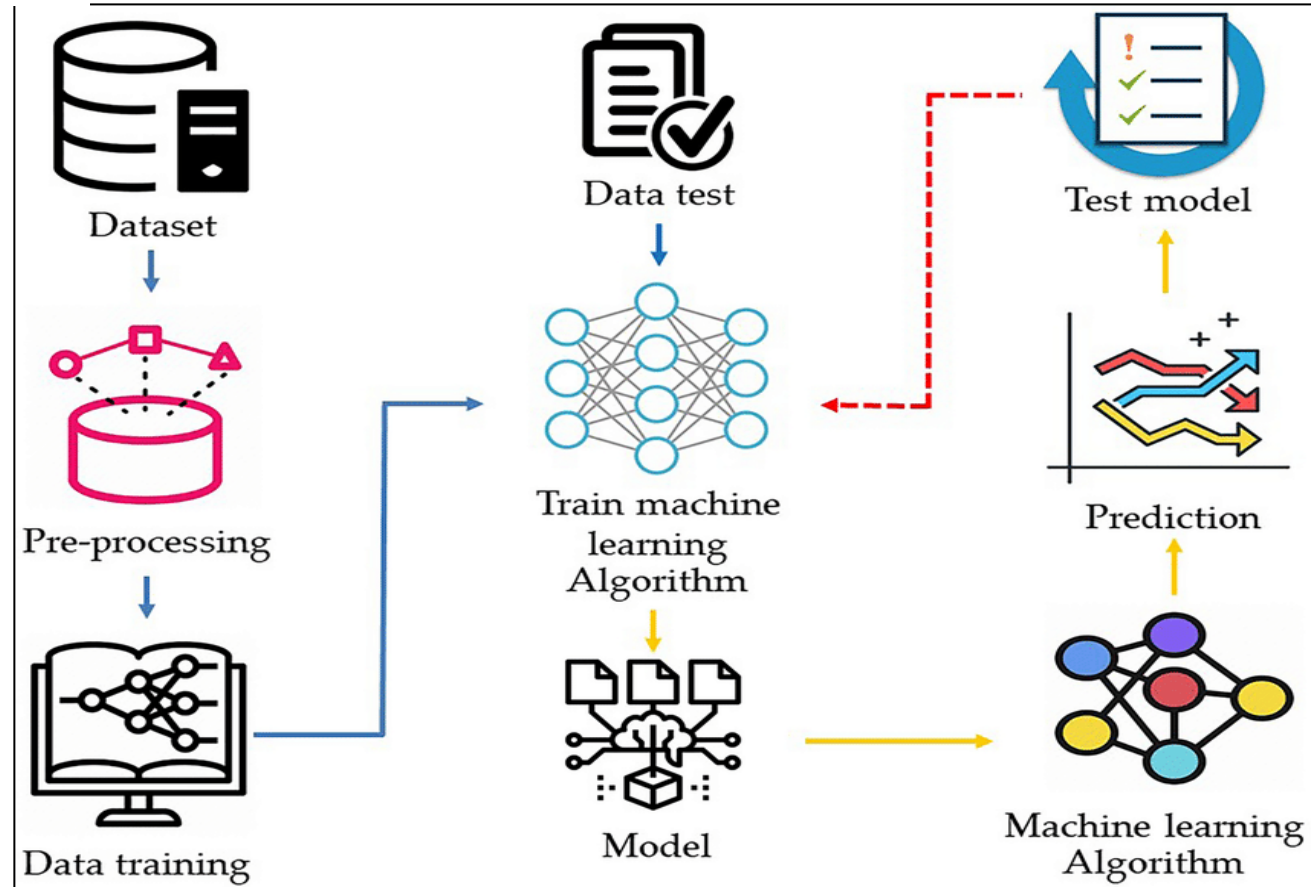 Dataset
Data test
Test model
Pre-processing
Train machine
learning
Algorithm
Prediction
Data training
Model
Machine learning
Algorithm